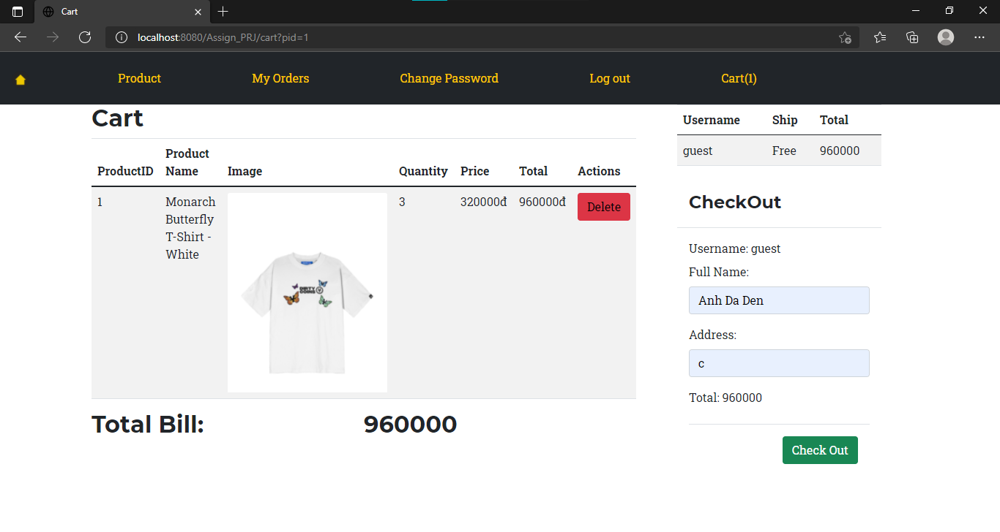 Cart
localhost:8080/Assign_PRJ/cart?pid=1
Product My Orders Change Password Log out Cart(1)
Cart
ProductID Product Name Image Quantity Price Total Actions
1 Monarch 3 320000đ 960000đ Delete
Butterfly
T-Shirt -
White
DIRTY
COINS
Total Bill: 960000
Username Ship Total
guest Free 960000
CheckOut
Username: guest
Full Name:
Anh Da Den
Address:
c
Total: 960000
Check Out